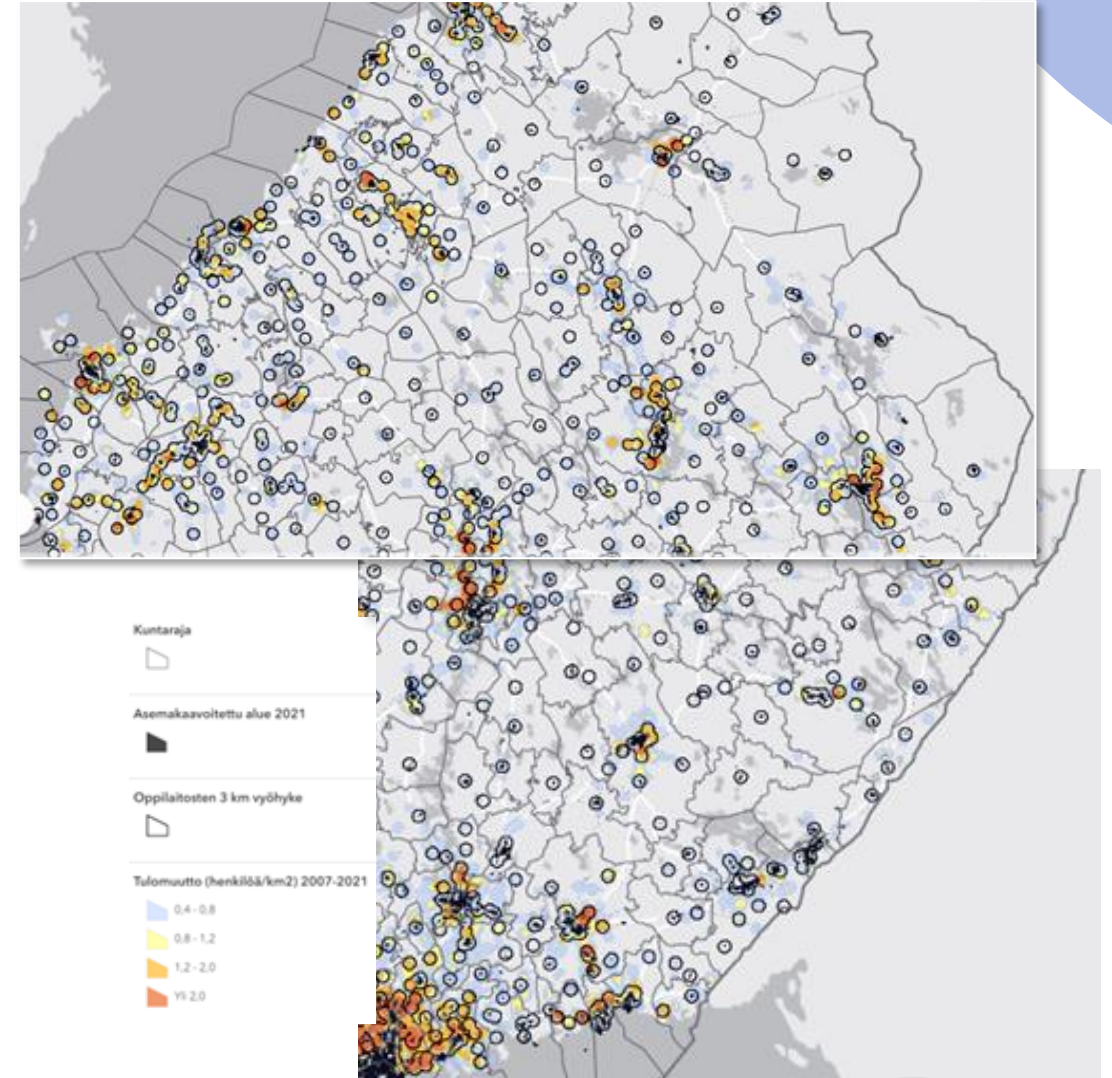 Kuntaraja
Asemakaavoitettu alue 2021
Oppilaitosten 3 km vyöhyke
Tulomuutto (henkilöä/km2) 2007-2021
0,4 - 0,8
0,8 - 1,2
1,2 - 2,0
Yli 2,0